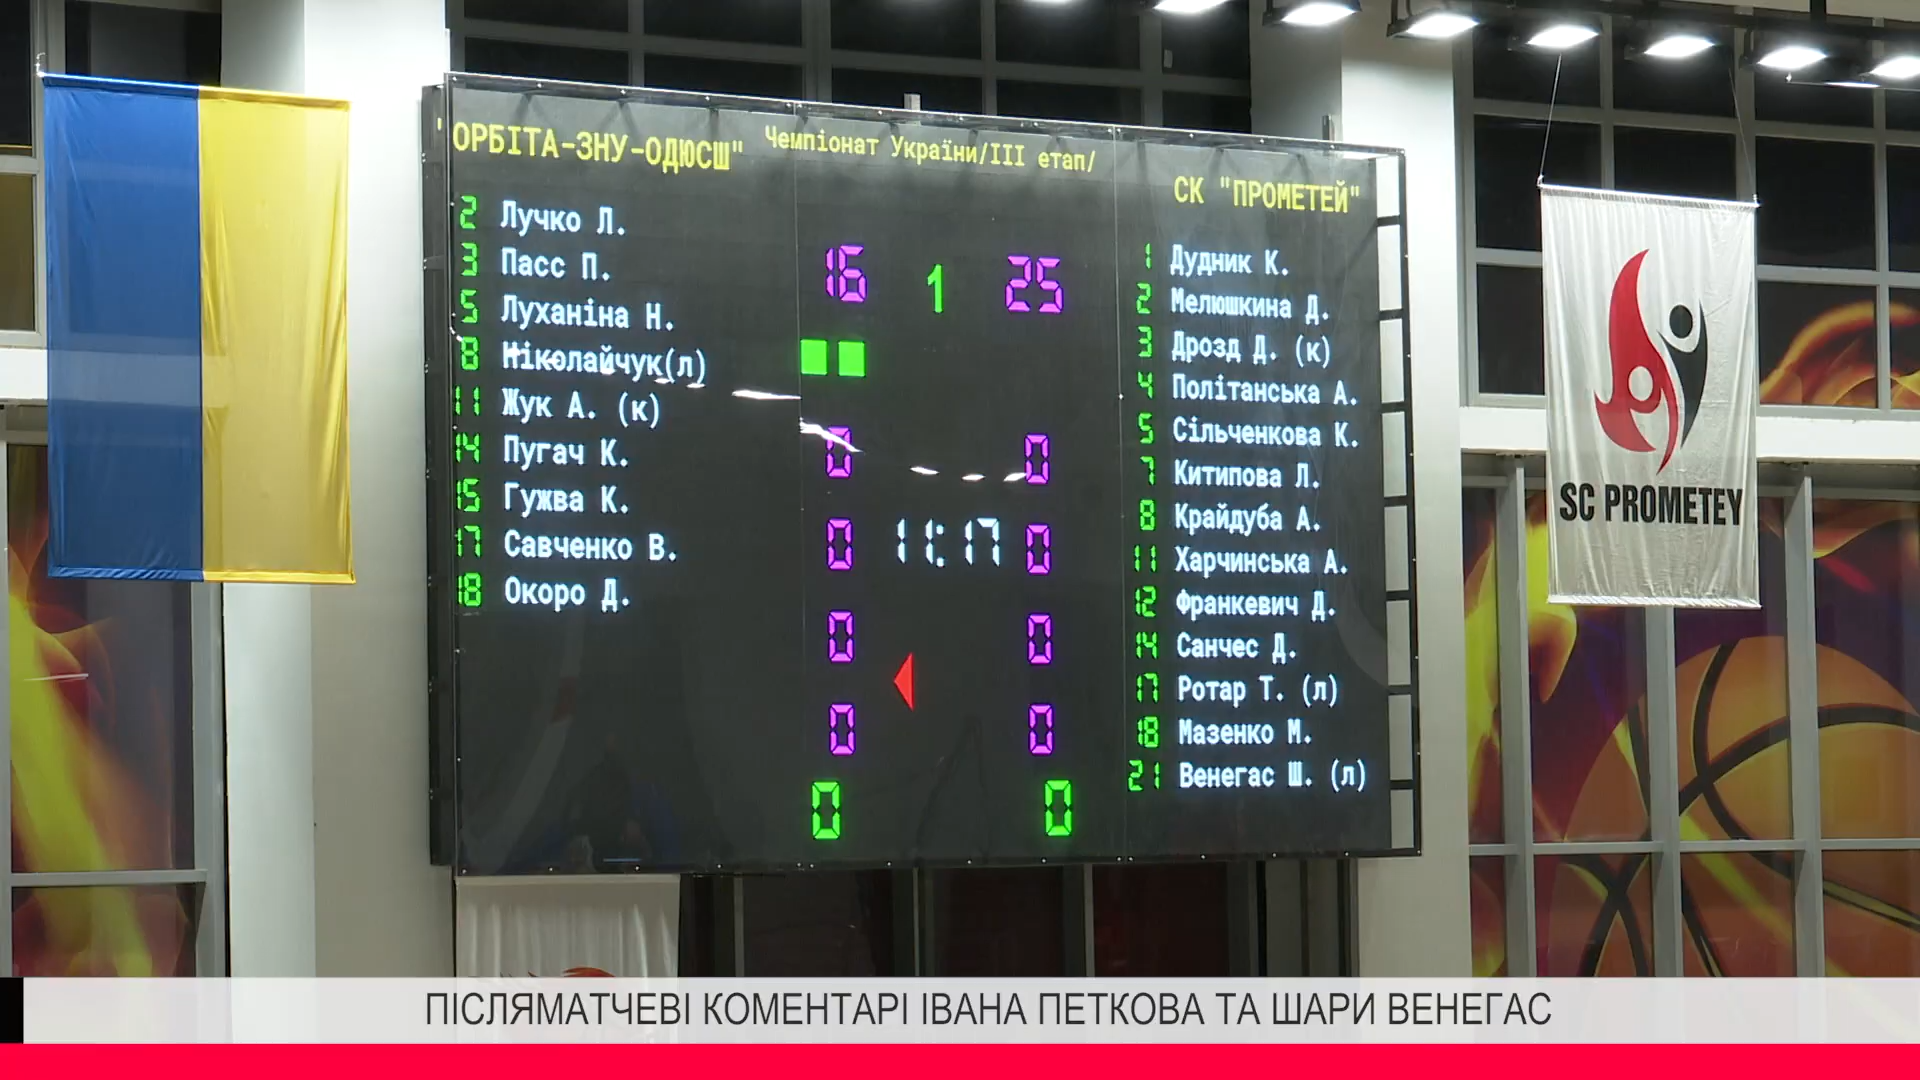 "ОРБІТА-ЗНУ-ОДЮСШ"
Чемпіонат України/III етап/
СК "ПРОМЕТЕЙ"
2 Лучко Л.
3 Пасс П.
5 Луханіна Н.
8 Ніколайчук(л)
11 Жук А. (к)
14 Пугач К.
15 Гужва К.
17 Савченко В.
18 Окоро Д.
16 1 25
0 0
0 11:17 0
0 0
0 0
0 0
1 Дудник К.
2 Мелюшкина Д.
3 Дрозд Д. (к)
4 Політанська А.
5 Сільченкова К.
7 Китипова Л.
8 Крайдуба А.
11 Харчинська А.
12 Франкевич Д.
14 Санчес Д.
17 Ротар Т. (л)
18 Мазенко М.
21 Венегас Ш. (л)
SC PROMETEY
ПІСЛЯМАТЧЕВІ КОМЕНТАРІ ІВАНА ПЕТКОВА ТА ШАРИ ВЕНЕГАС